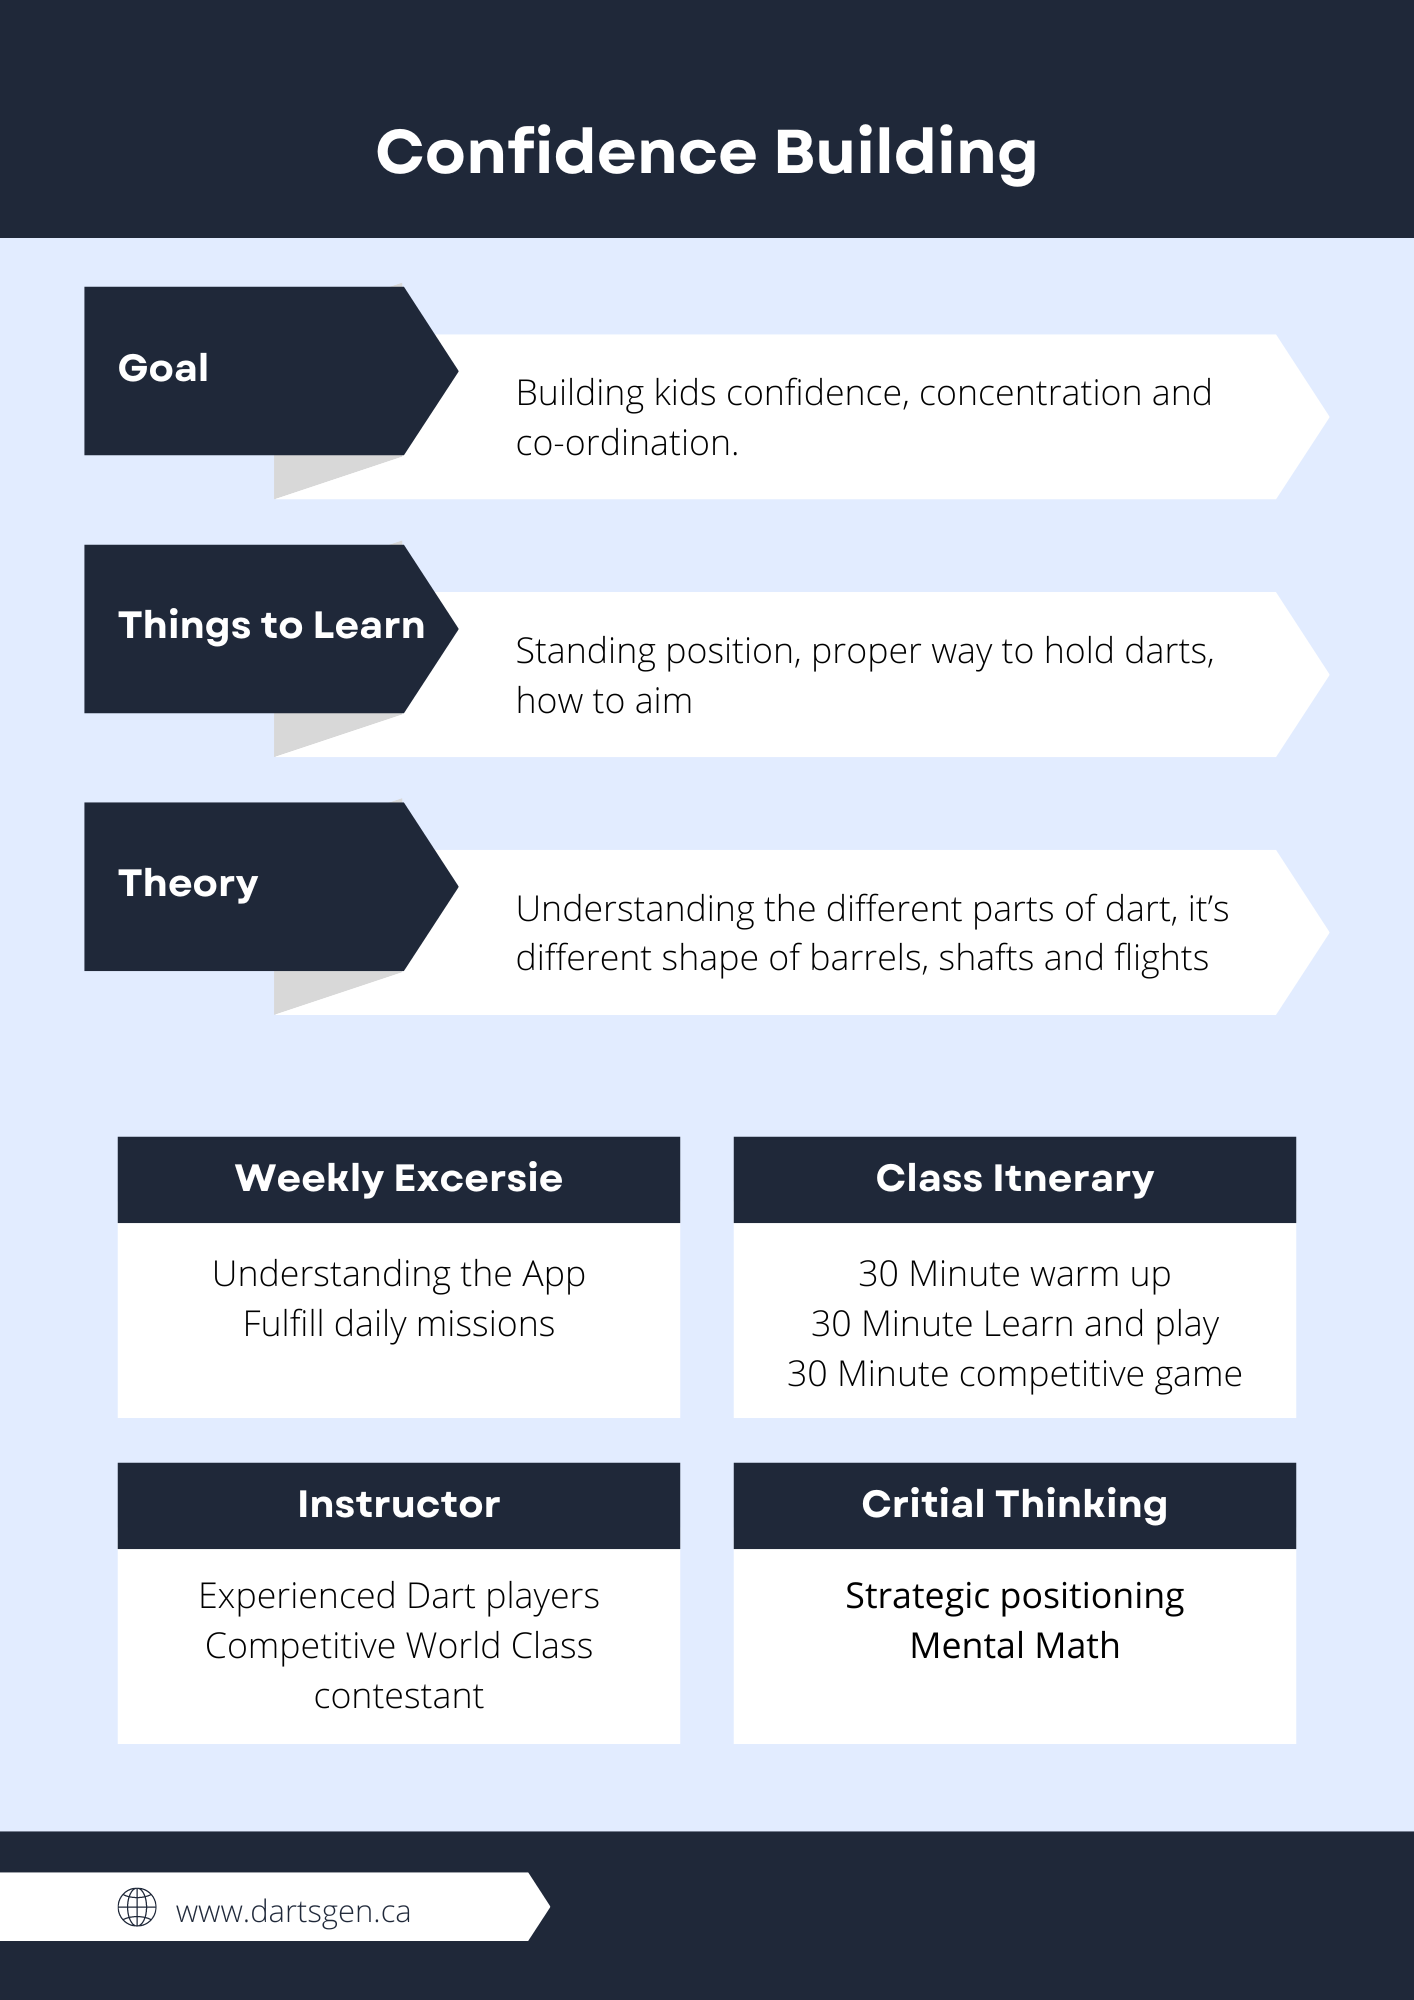 Confidence Building
Goal
Building kids confidence, concentration and
co-ordination.
Things to Learn
Standing position, proper way to hold darts,
how to aim
Theory
Understanding the different parts of dart, it’s
different shape of barrels, shafts and flights
Weekly Excersie
Understanding the App
Fulfill daily missions
Class Itnerary
30 Minute warm up
30 Minute Learn and play
30 Minute competitive game
Instructor
Experienced Dart players
Competitive World Class
contestant
Critial Thinking
Strategic positioning
Mental Math
www.dartsgen.ca